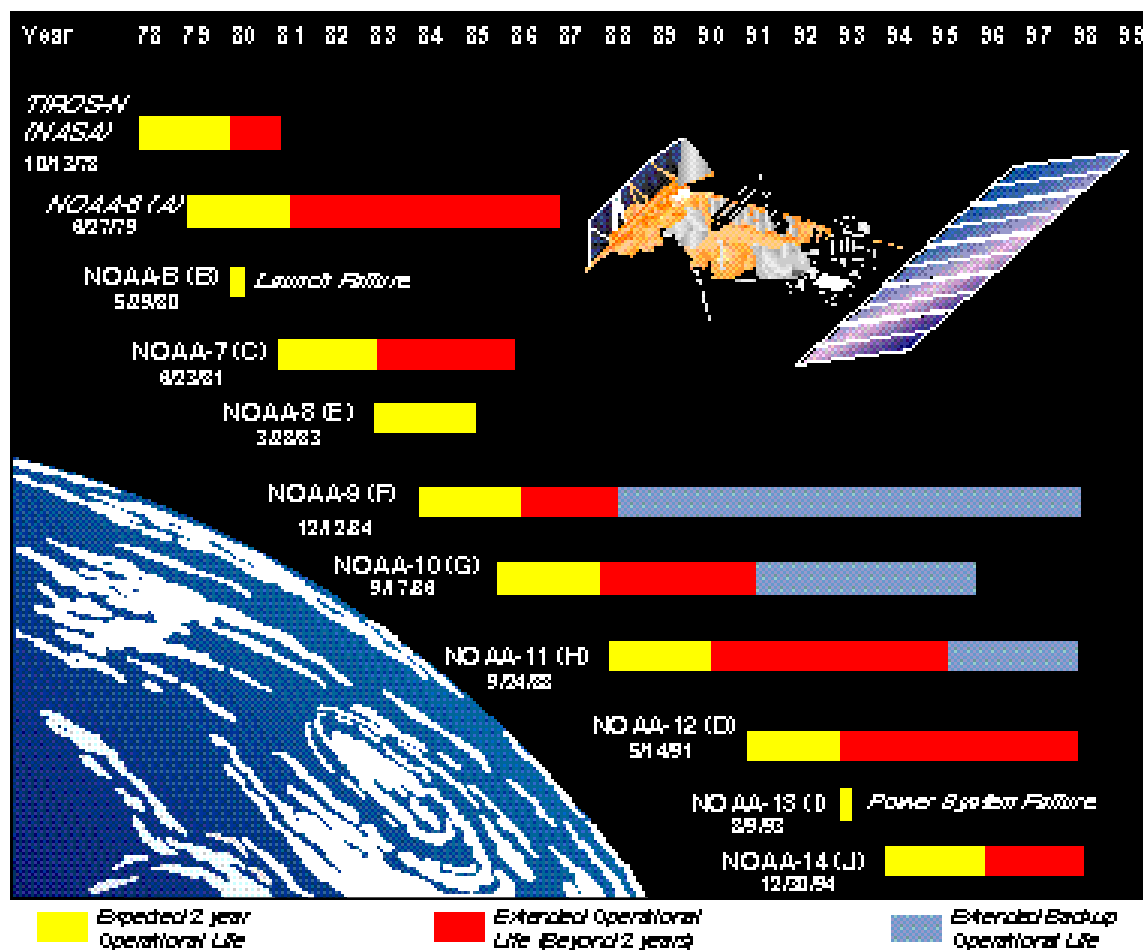 Year 78 79 80 81 82 83 84 85 86 87 88 89 90 91 92 93 94 95 96 97 98 99
TIROS-N
(NASA)
10/13/78
NOAA-6 (A)
6/27/79
NOAA-B (B) Launch Failure
5/29/80
NOAA-7 (C)
6/23/81
NOAA-8 (E)
3/28/83
NOAA-9 (F)
12/12/84
NOAA-10 (G)
9/17/86
NOAA-11 (H)
9/24/88
NOAA-12 (D)
5/14/91
NOAA-13 (I Power System Failure
8/9/93
NOAA-14 (J)
12/30/94
Expected 2 year
Operational Life
Extended Operational
Life (Beyond 2 years)
Extended Backup
Operational Life